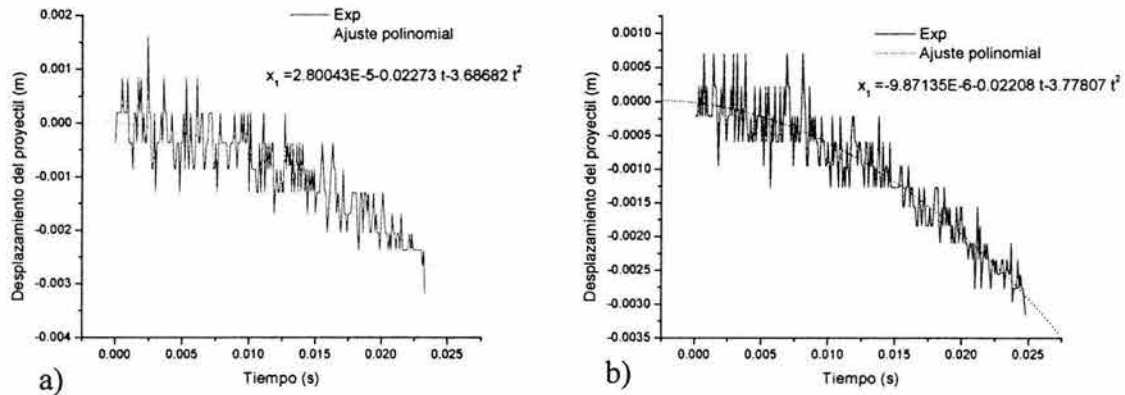 Exp
Ajuste polinomial
x₁ =2.80043E-5-0.02273 t-3.68682 t²
0.002
0.001
0.000
-0.001
-0.002
-0.003
-0.004
Desplazamiento del proyectil (m)
0.000 0.005 0.010 0.015 0.020 0.025
Tiempo (s)
a)
Exp
Ajuste polinomial
x₁ =-9.87135E-6-0.02208 t-3.77807 t²
0.0010
0.0005
0.0000
-0.0005
-0.0010
-0.0015
-0.0020
-0.0025
-0.0030
-0.0035
Desplazamiento del proyectil (m)
0.000 0.005 0.010 0.015 0.020 0.025
Tiempo (s)
b)